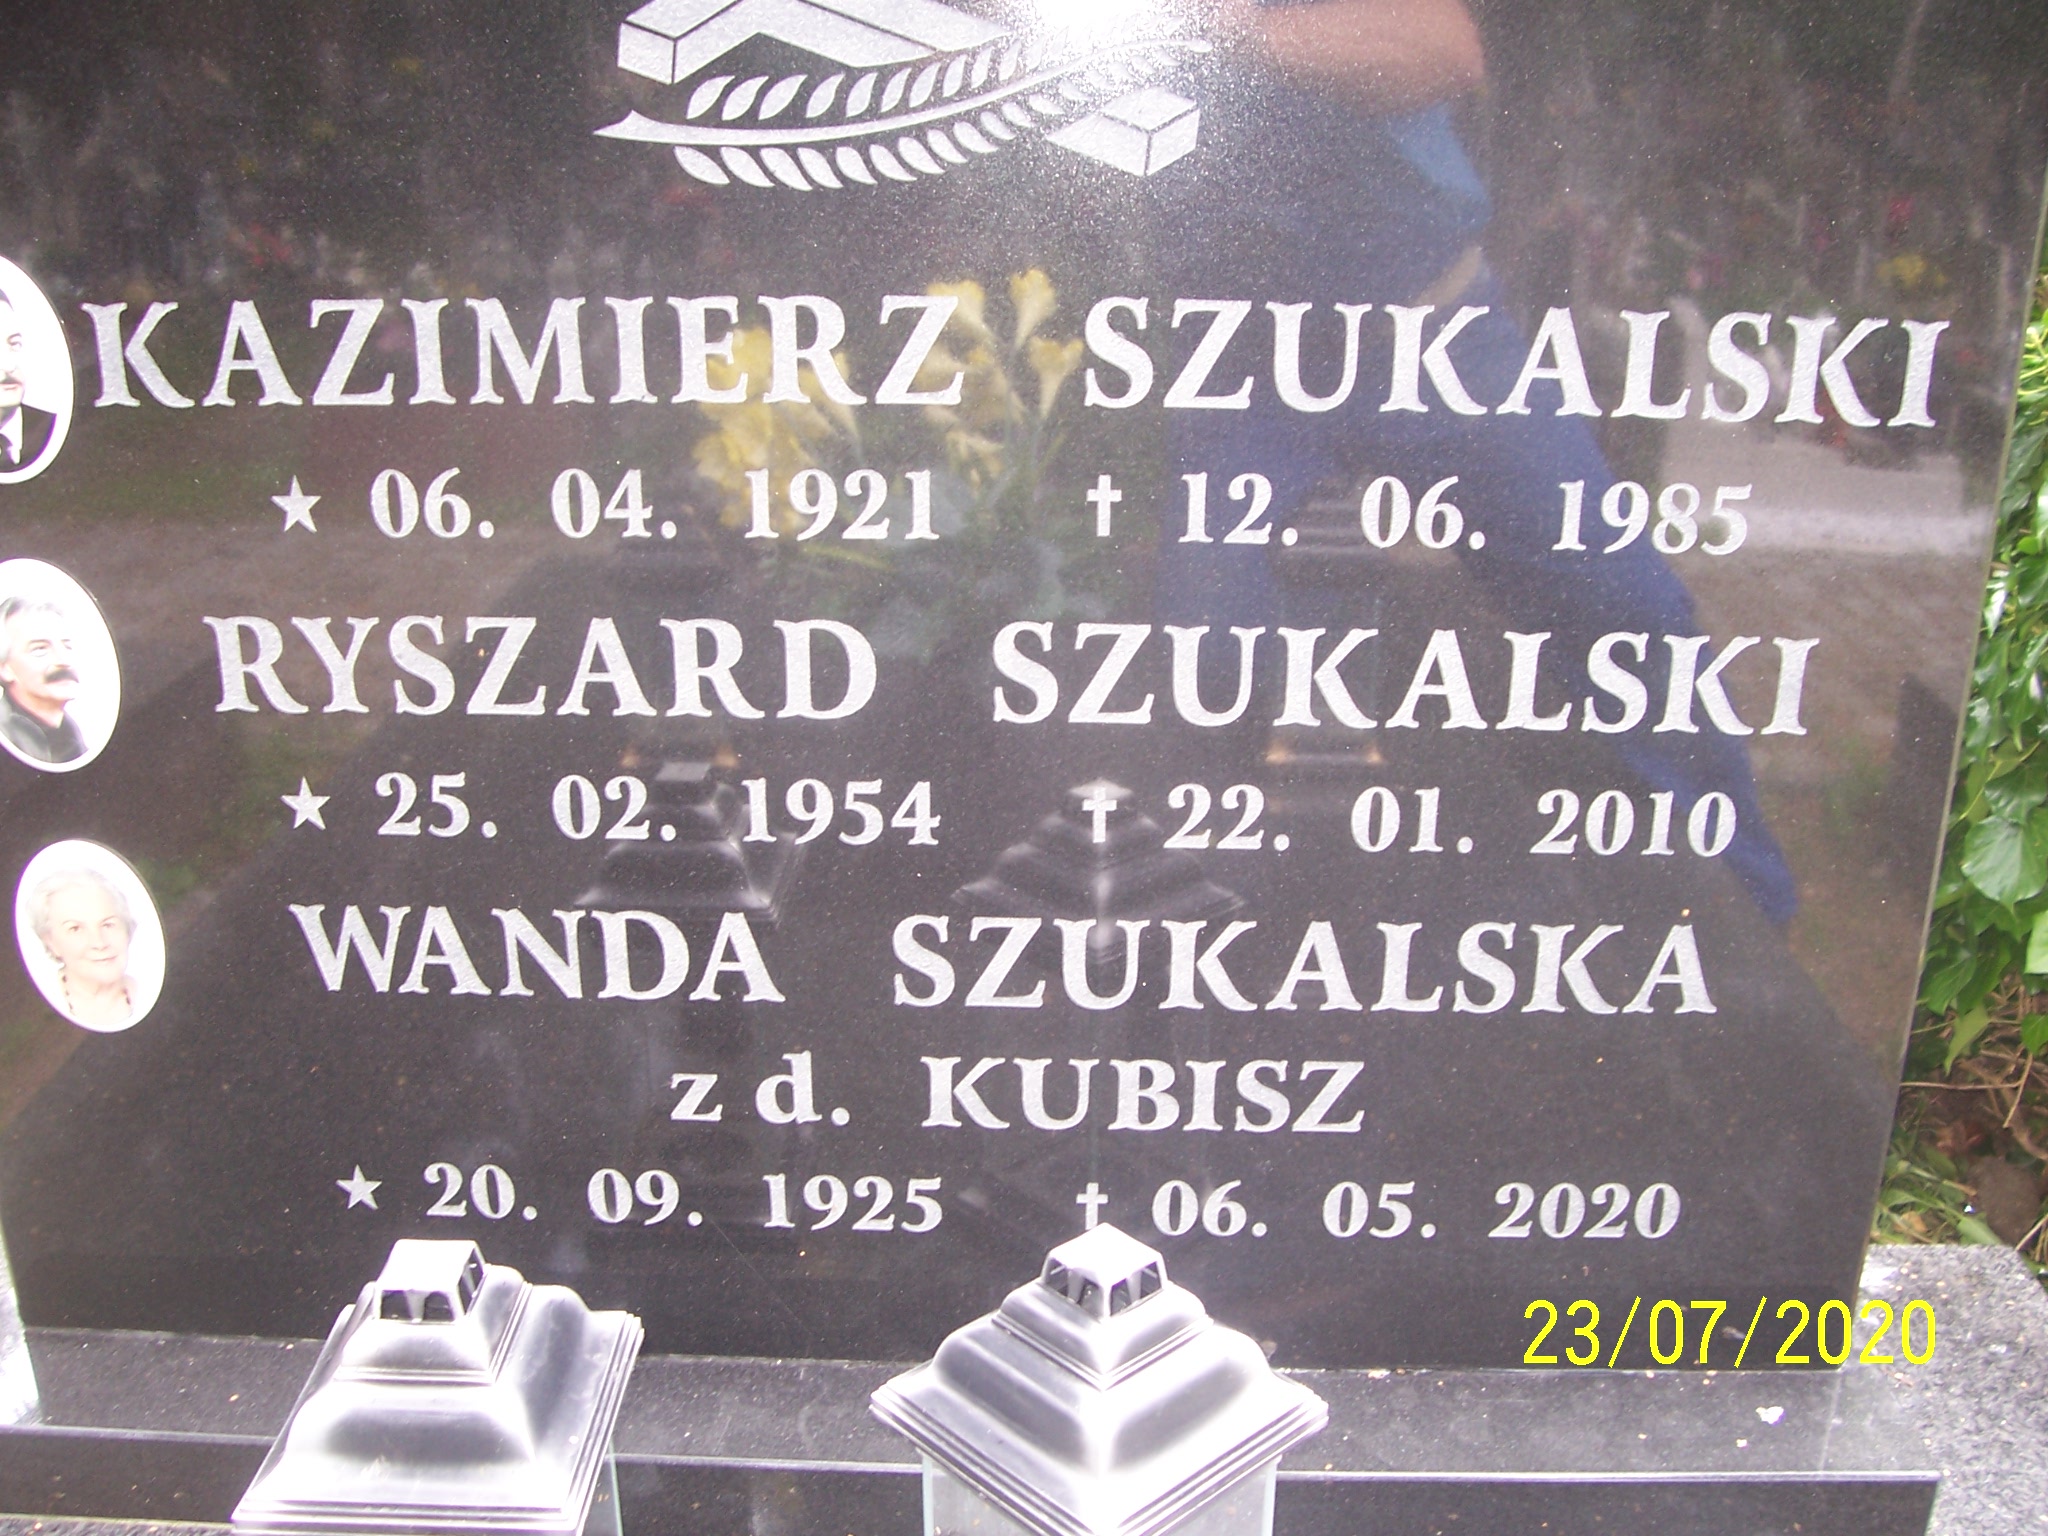 KAZIMIERZ SZUKALSKI
★ 06. 04. 1921 ✝ 12. 06. 1985
RYSZARD SZUKALSKI
★ 25. 02. 1954 ✝ 22. 01. 2010
WANDA SZUKALSKA
z d. KUBISZ
★ 20. 09. 1925 ✝ 06. 05. 2020
23/07/2020